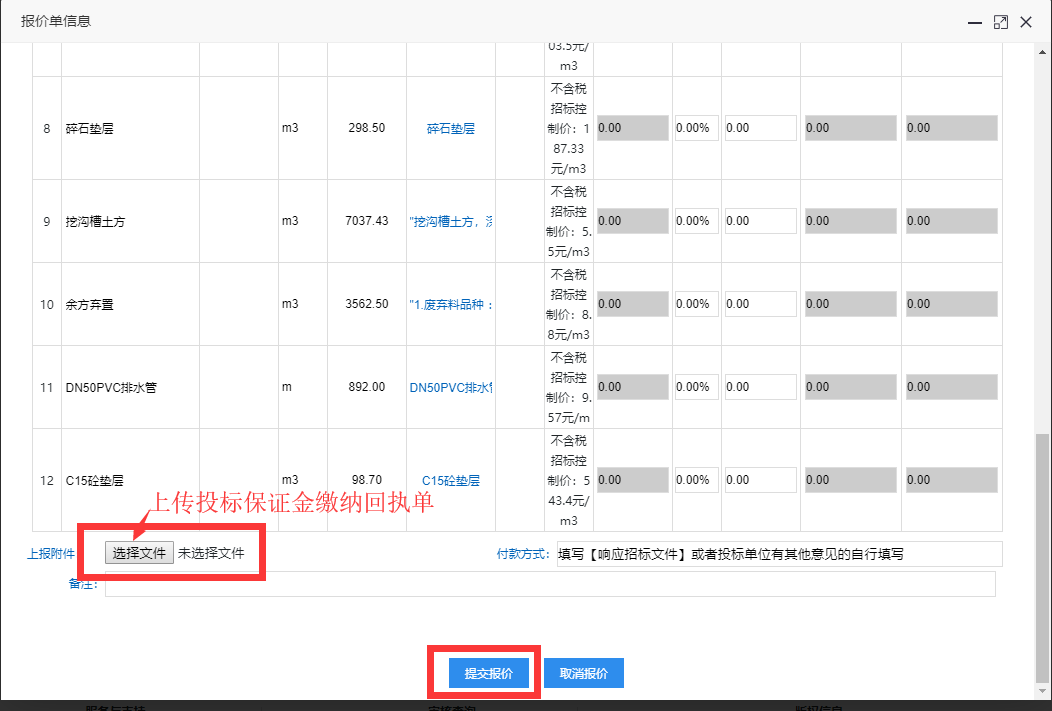 报价单信息
03.5元/
m3
8 碎石垫层 m3 298.50 碎石垫层 不含税
招标控
制价：1
87.33
元/m3 0.00 0.00% 0.00 0.00 0.00
9 挖沟槽土方 m3 7037.43 "挖沟槽土方，深 不含税
招标控
制价：5.
5元/m3 0.00 0.00% 0.00 0.00 0.00
10 余方弃置 m3 3562.50 "1.废弃料品种： 不含税
招标控
制价：8.
8元/m3 0.00 0.00% 0.00 0.00 0.00
11 DN50PVC排水管 m 892.00 DN50PVC排水管 不含税
招标控
制价：9.
57元/m 0.00 0.00% 0.00 0.00 0.00
12 C15砼垫层 m3 98.70 C15砼垫层 不含税
招标控
制价：5
43.4元/
m3 0.00 0.00% 0.00 0.00 0.00
上传投标保证金缴纳回执单
上报附件 选择文件 未选择文件 付款方式： 填写【响应招标文件】或者投标单位有其他意见的自行填写
备注：
提交报价 取消报价